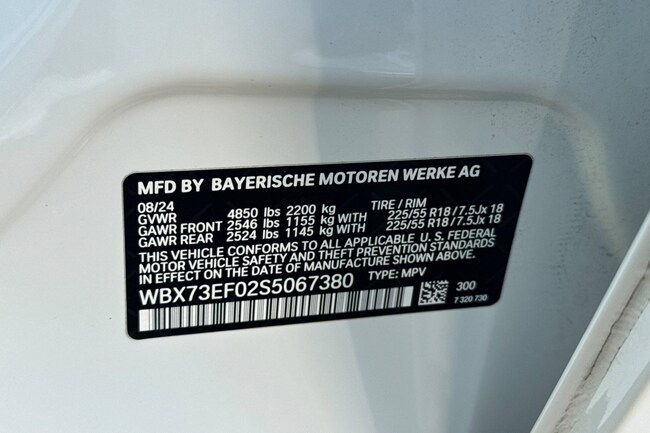 MFD BY BAYERISCHE MOTOREN WERKE AG
08/24 TIRE / RIM
GVWR 4850 lbs 2200 kg
GAWR FRONT 2546 lbs 1155 kg WITH 225/55 R18 / 7.5Jx 18
GAWR REAR 2524 lbs 1145 kg WITH 225/55 R18 / 7.5Jx 18
THIS VEHICLE CONFORMS TO ALL APPLICABLE U.S. FEDERAL
MOTOR VEHICLE SAFETY AND THEFT PREVENTION STANDARDS
IN EFFECT ON THE DATE OF MANUFACTURE SHOWN ABOVE.
WBX73EF02S5067380 TYPE: MPV
300
7 320 730